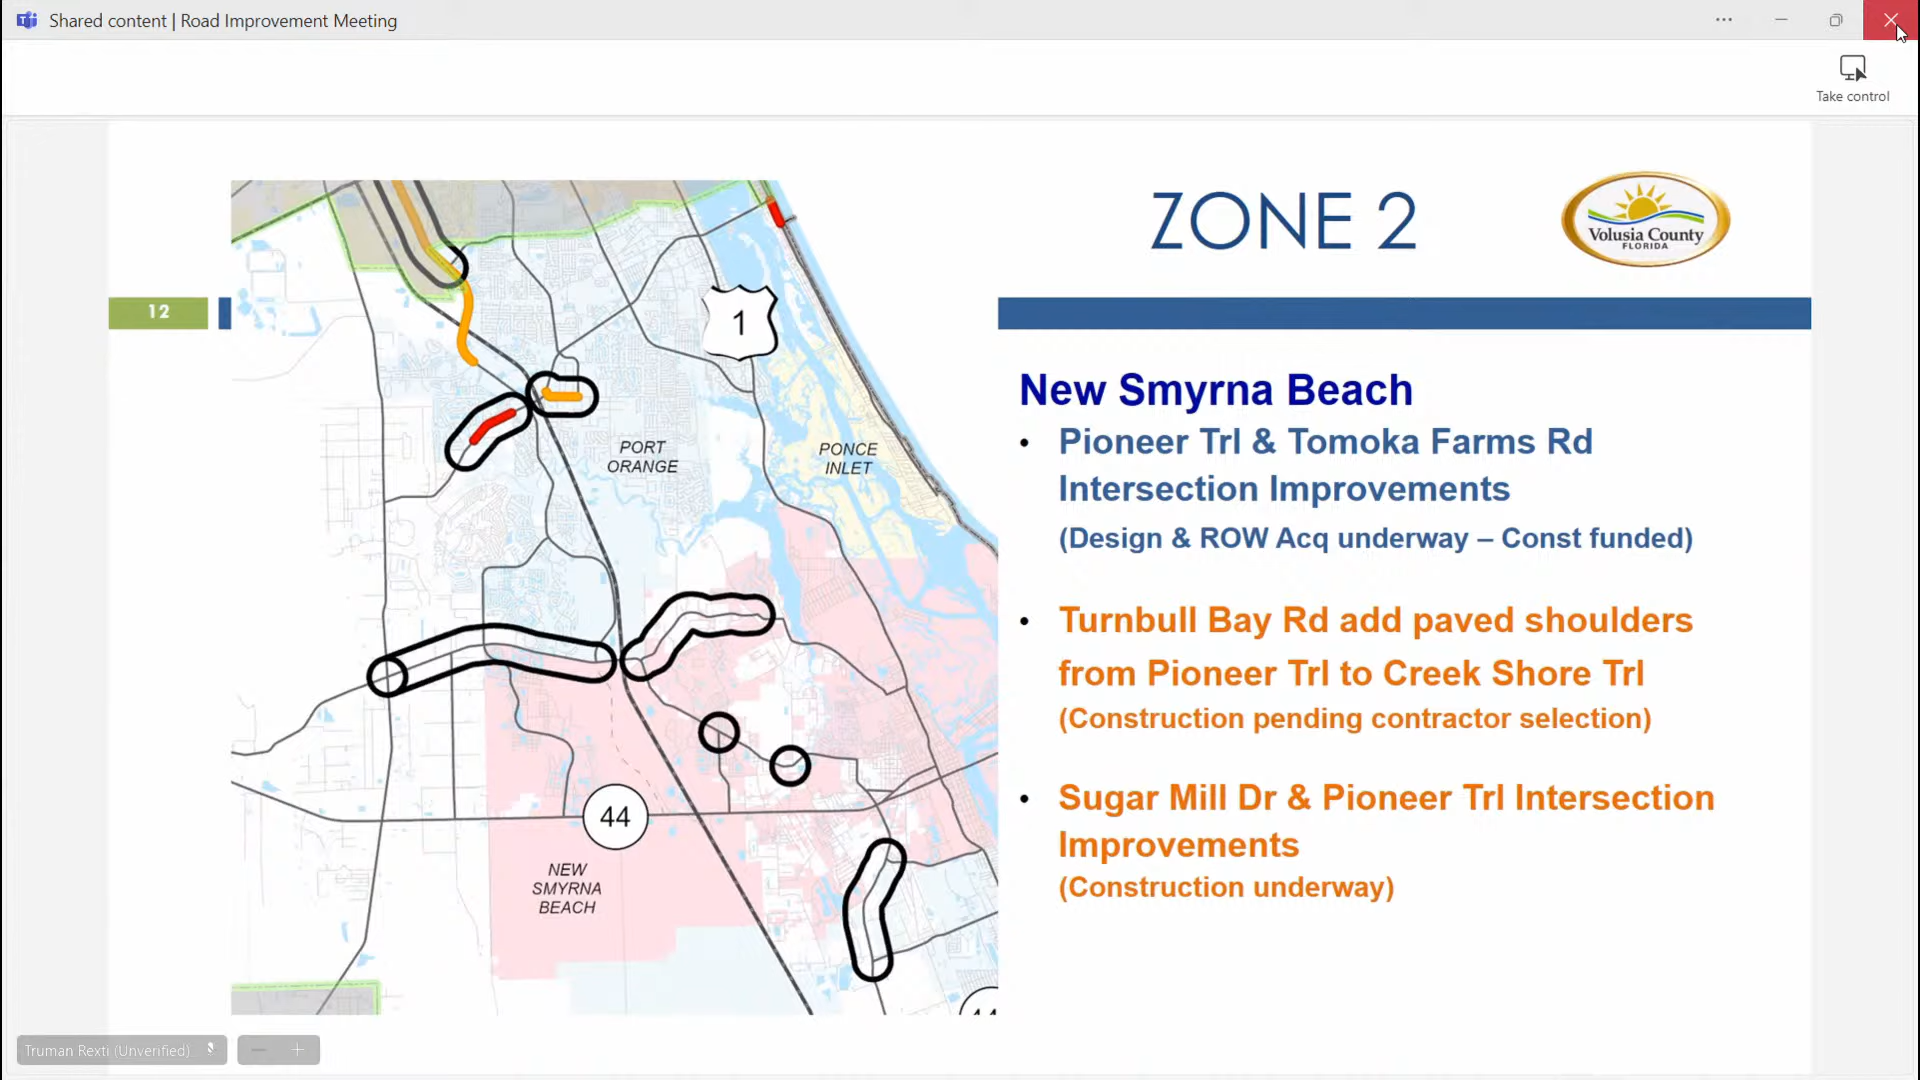 Shared content | Road Improvement Meeting
Take control
ZONE 2
Volusia County
FLORIDA
12
1
PORT
ORANGE
PONCE
INLET
44
NEW
SMYRNA
BEACH
New Smyrna Beach
• Pioneer Trl & Tomoka Farms Rd
Intersection Improvements
(Design & ROW Acq underway – Const funded)
• Turnbull Bay Rd add paved shoulders
from Pioneer Trl to Creek Shore Trl
(Construction pending contractor selection)
• Sugar Mill Dr & Pioneer Trl Intersection
Improvements
(Construction underway)
Truman Rexti (Unverified)